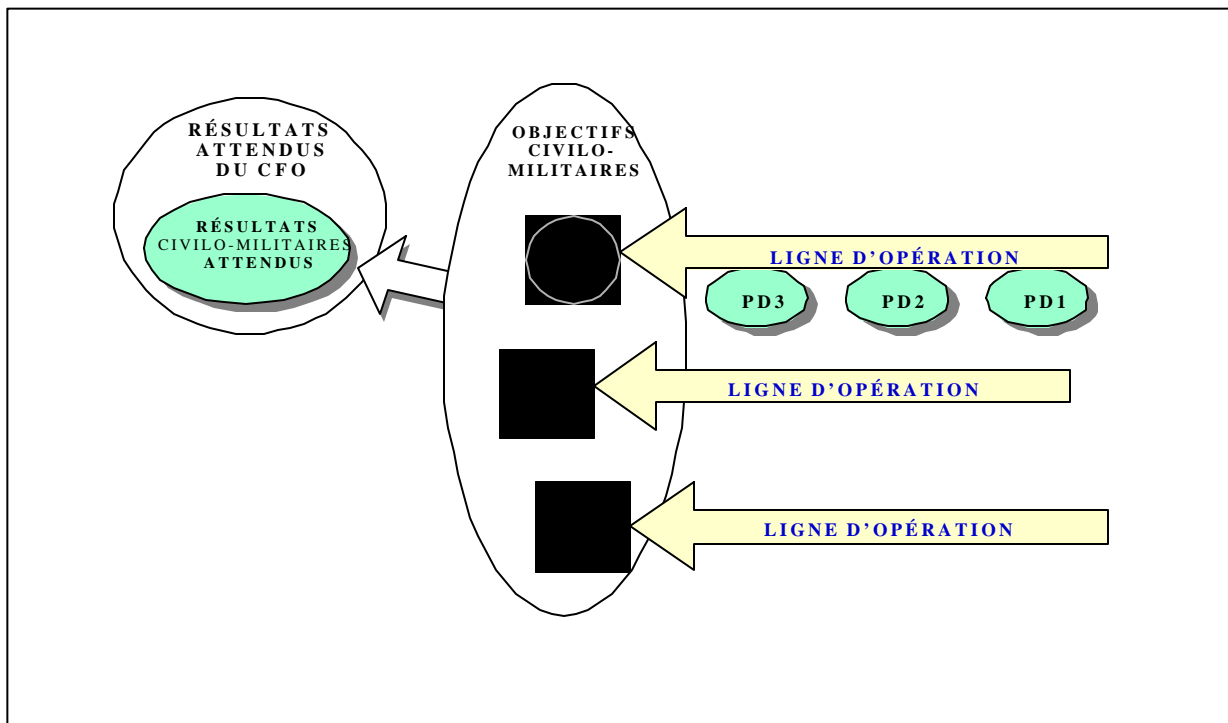 RÉSULTATS
ATTENDUS
DU CFO
RÉSULTATS
CIVILO-MILITAIRES
ATTENDUS
OBJECTIFS
CIVILO-
MILITAIRES
LIGNE D'OPÉRATION
PD3 PD2 PD1
LIGNE D'OPÉRATION
LIGNE D'OPÉRATION